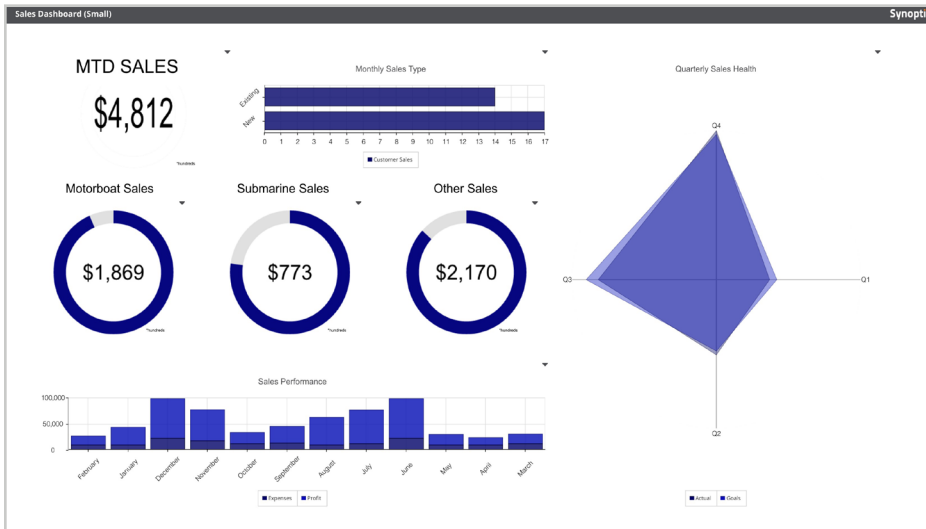 Sales Dashboard (Small)
Synopti
MTD SALES
$4,812
*hundreds
Monthly Sales Type
Existing
New
0 1 2 3 4 5 6 7 8 9 10 11 12 13 14 15 16 17
Customer Sales
Quarterly Sales Health
Q4
Q3
Q1
Q2
Actual Goals
Motorboat Sales
$1,869
*hundreds
Submarine Sales
$773
*hundreds
Other Sales
$2,170
*hundreds
Sales Performance
100,000
50,000
0
February January December November October September August July June May April March
Expenses Profit